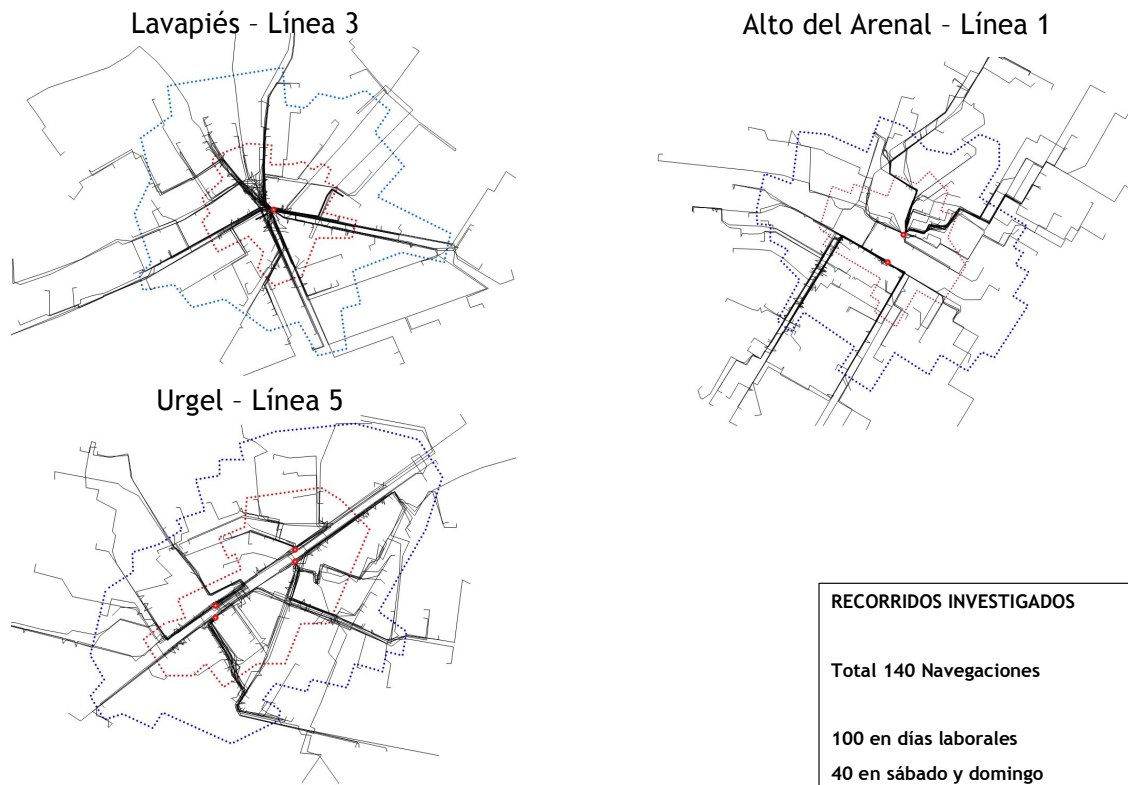 Lavapiés – Línea 3
Alto del Arenal – Línea 1
Urgel – Línea 5
RECORRIDOS INVESTIGADOS
Total 140 Navegaciones
100 en días laborales
40 en sábado y domingo